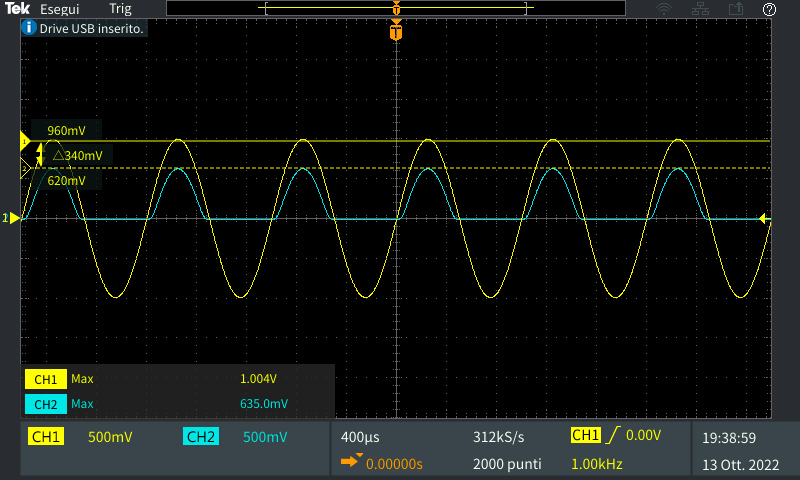 Tek Esegui Trig
T
i Drive USB inserito.
T
960mV
1
△340mV
2
620mV
CH1 Max 1.004V
CH2 Max 635.0mV
CH1 500mV CH2 500mV 400µs 312kS/s CH1 0.00V
0.00000s 2000 punti 1.00kHz
19:38:59
13 Ott. 2022